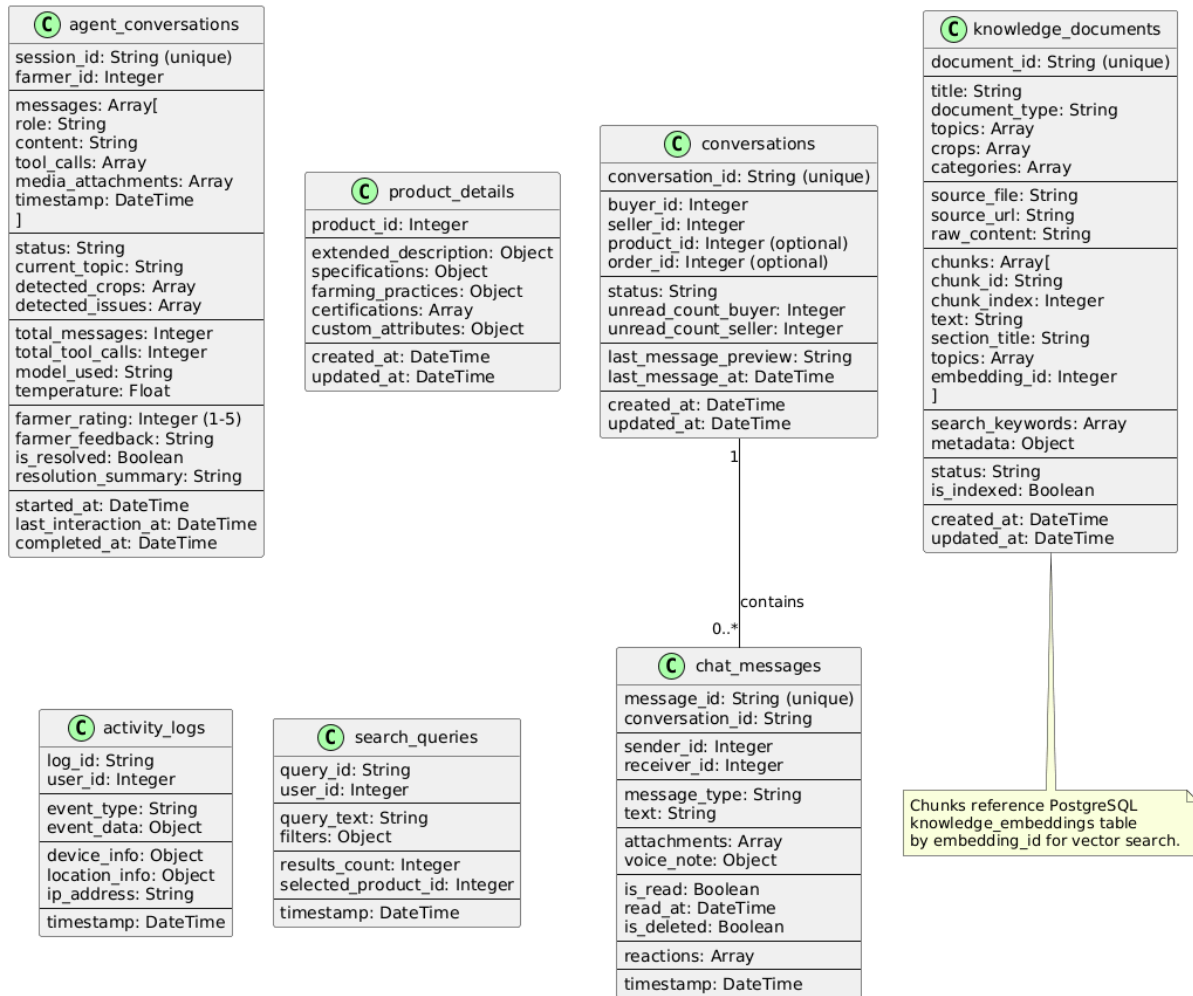 C agent_conversations
session_id: String (unique)
farmer_id: Integer
messages: Array[
role: String
content: String
tool_calls: Array
media_attachments: Array
timestamp: DateTime
]
status: String
current_topic: String
detected_crops: Array
detected_issues: Array
total_messages: Integer
total_tool_calls: Integer
model_used: String
temperature: Float
farmer_rating: Integer (1-5)
farmer_feedback: String
is_resolved: Boolean
resolution_summary: String
started_at: DateTime
last_interaction_at: DateTime
completed_at: DateTime
C product_details
product_id: Integer
extended_description: Object
specifications: Object
farming_practices: Object
certifications: Array
custom_attributes: Object
created_at: DateTime
updated_at: DateTime
C conversations
conversation_id: String (unique)
buyer_id: Integer
seller_id: Integer
product_id: Integer (optional)
order_id: Integer (optional)
status: String
unread_count_buyer: Integer
unread_count_seller: Integer
last_message_preview: String
last_message_at: DateTime
created_at: DateTime
updated_at: DateTime
C knowledge_documents
document_id: String (unique)
title: String
document_type: String
topics: Array
crops: Array
categories: Array
source_file: String
source_url: String
raw_content: String
chunks: Array[
chunk_id: String
chunk_index: Integer
text: String
section_title: String
topics: Array
embedding_id: Integer
]
search_keywords: Array
metadata: Object
status: String
is_indexed: Boolean
created_at: DateTime
updated_at: DateTime
1
contains
0..*
C activity_logs
log_id: String
user_id: Integer
event_type: String
event_data: Object
device_info: Object
location_info: Object
ip_address: String
timestamp: DateTime
C search_queries
query_id: String
user_id: Integer
query_text: String
filters: Object
results_count: Integer
selected_product_id: Integer
timestamp: DateTime
C chat_messages
message_id: String (unique)
conversation_id: String
sender_id: Integer
receiver_id: Integer
message_type: String
text: String
attachments: Array
voice_note: Object
is_read: Boolean
read_at: DateTime
is_deleted: Boolean
reactions: Array
timestamp: DateTime
Chunks reference PostgreSQL
knowledge_embeddings table
by embedding_id for vector search.